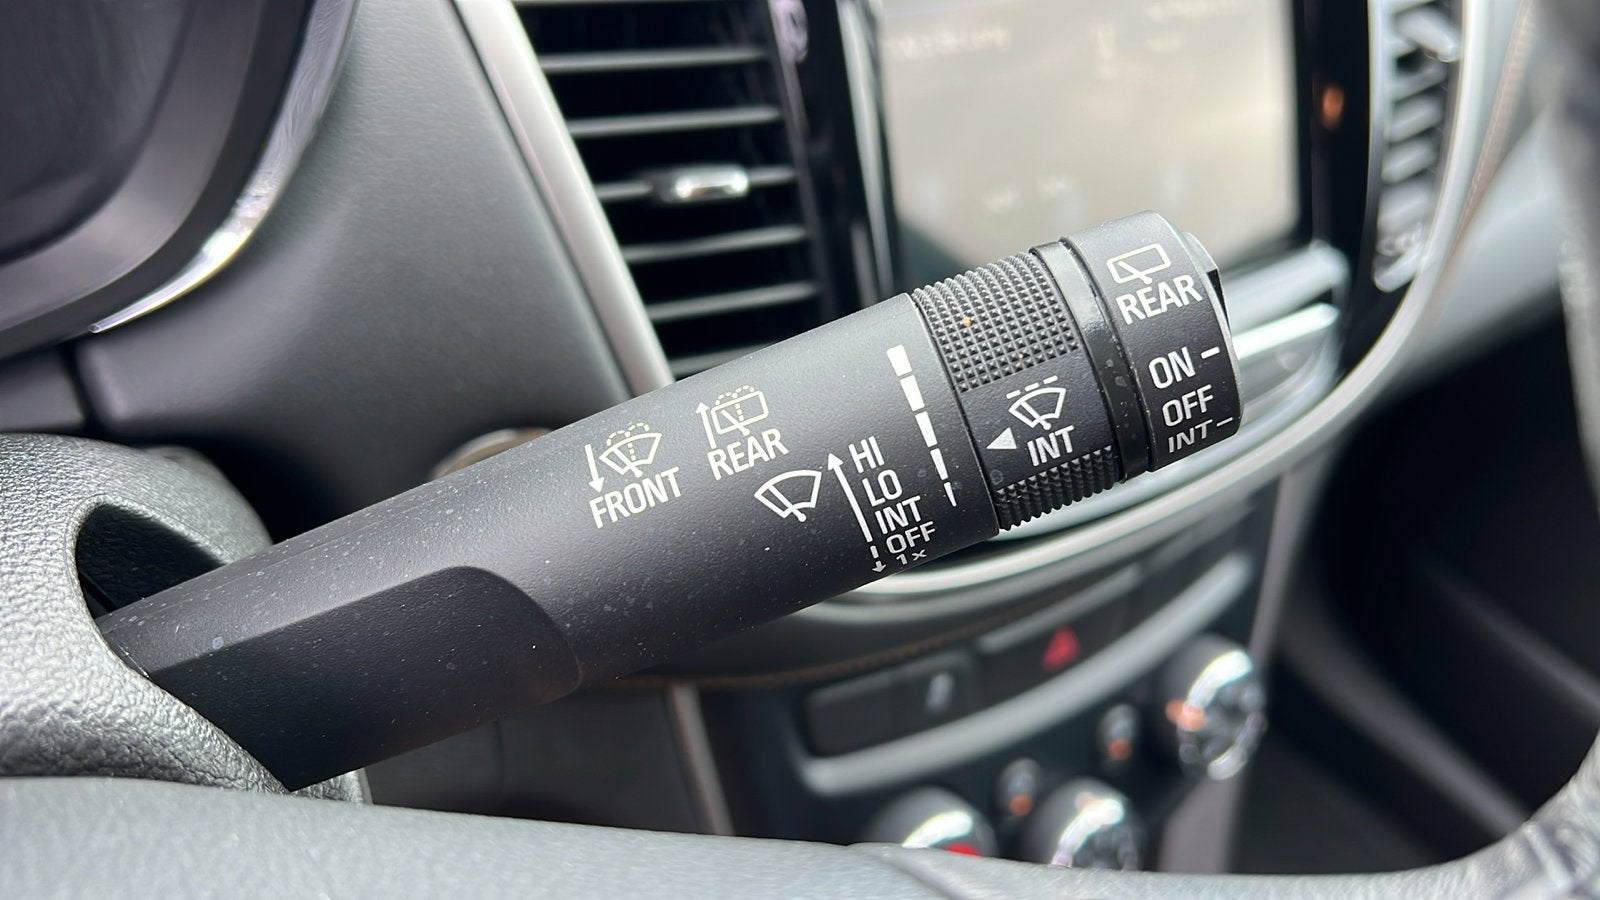 FRONT
REAR
HI
LO
INT
OFF
1x
INT
REAR
ON
OFF
INT